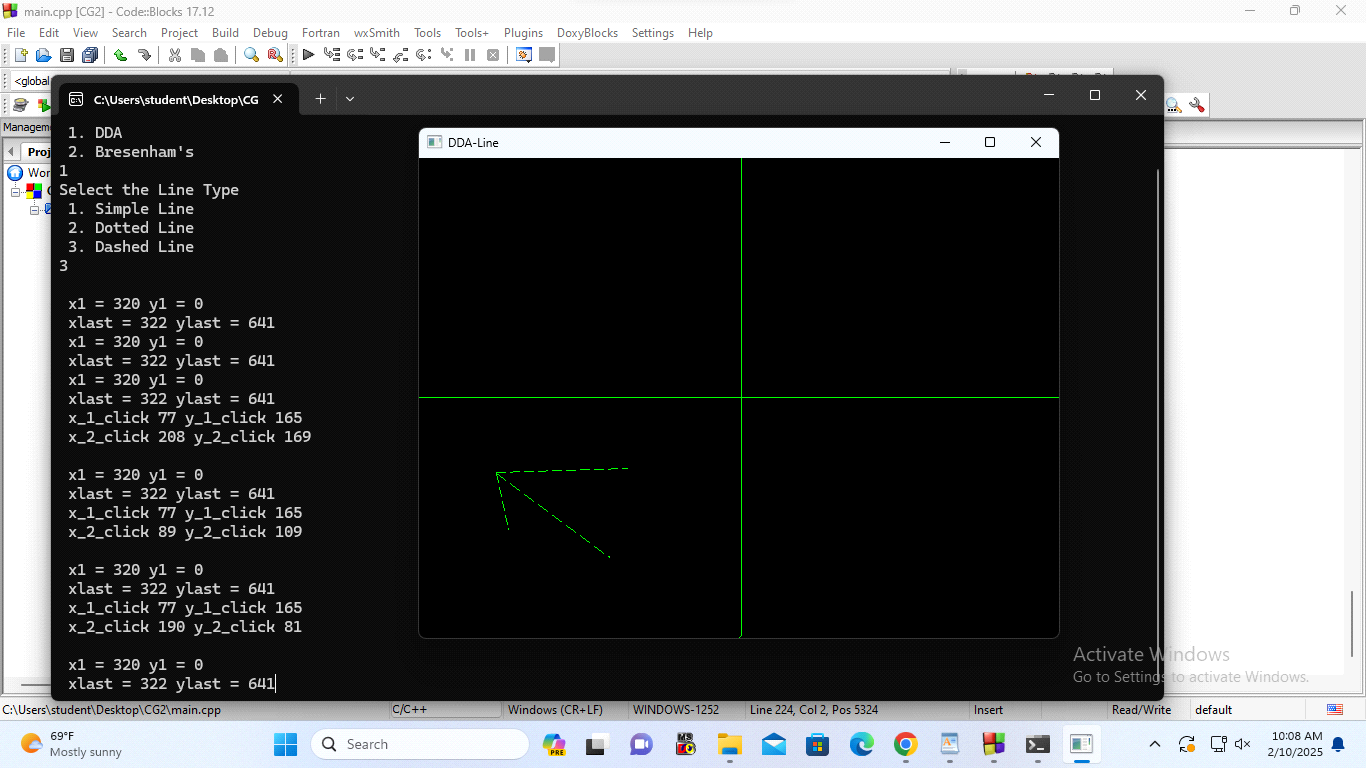 main.cpp [CG2] - Code::Blocks 17.12
File Edit View Search Project Build Debug Fortran wxSmith Tools Tools+ Plugins DoxyBlocks Settings Help
<global
C:\Users\student\Desktop\CG
Managem
Proj
Wor
1. DDA
2. Bresenham's
1
Select the Line Type
1. Simple Line
2. Dotted Line
3. Dashed Line
3
x1 = 320 y1 = 0
xlast = 322 ylast = 641
x1 = 320 y1 = 0
xlast = 322 ylast = 641
x1 = 320 y1 = 0
xlast = 322 ylast = 641
x_1_click 77 y_1_click 165
x_2_click 208 y_2_click 169
x1 = 320 y1 = 0
xlast = 322 ylast = 641
x_1_click 77 y_1_click 165
x_2_click 89 y_2_click 109
x1 = 320 y1 = 0
xlast = 322 ylast = 641
x_1_click 77 y_1_click 165
x_2_click 190 y_2_click 81
x1 = 320 y1 = 0
xlast = 322 ylast = 641
DDA-Line
Activate Windows
Go to Settings to activate Windows.
C:\Users\student\Desktop\CG2\main.cpp C/C++ Windows (CR+LF) WINDOWS-1252 Line 224, Col 2, Pos 5324 Insert Read/Write default
69°F
Mostly sunny
Search
PRE
10:08 AM
2/10/2025